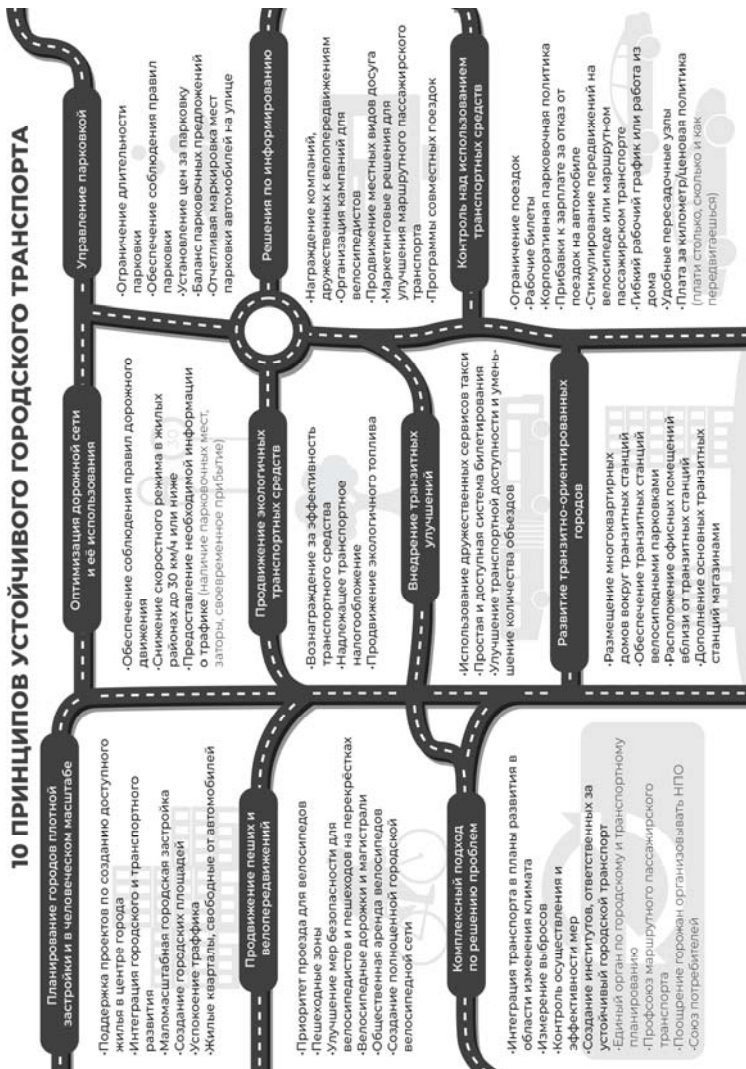 10 ПРИНЦИПОВ УСТОЙЧИВОГО ГОРОДСКОГО ТРАНСПОРТА
Планирование городов плотной
застройки и в человеческом масштабе
·Поддержка проектов по созданию доступного
жилья в центре города
·Интеграция городского и транспортного
развития
·Маломасштабная городская застройка
·Создание городских площадей
·Успокоение траффика
·Жилые кварталы, свободные от автомобилей
Оптимизация дорожной сети
и её использования
·Обеспечение соблюдения правил дорожного
движения
·Снижение скоростного режима в жилых
районах до 30 км/ч или ниже
·Предоставление необходимой информации
о трафике (наличие парковочных мест,
заторы, своевременное прибытие)
Управление парковкой
·Ограничение длительности
парковки
·Обеспечение соблюдения правил
парковки
·Установление цен за парковку
·Баланс парковочных предложений
·Отчетливая маркировка мест
парковки автомобилей на улице
Продвижение пеших и
велопередвижений
·Приоритет проезда для велосипедов
·Пешеходные зоны
·Улучшение мер безопасности для
велосипедистов и пешеходов на перекрёстках
·Велосипедные дорожки и магистрали
·Общественная аренда велосипедов
·Создание полноценной городской
велосипедной сети
Продвижение экологичных
транспортных средств
·Вознаграждение за эффективность
транспортного средства
·Надлежащее транспортное
налогообложение
·Продвижение экологичного топлива
Решения по информированию
·Награждение компаний,
дружественных к велопередвижениям
·Организация кампаний для
велосипедистов
·Продвижение местных видов досуга
·Маркетинговые решения для
улучшения маршрутного пассажирского
транспорта
·Программы совместных поездок
Комплексный подход
по решению проблем
·Интеграция транспорта в планы развития в
области изменения климата
·Измерение выбросов
·Контроль осуществления и
эффективности мер
·Создание институтов, ответственных за
устойчивый городской транспорт
·Единый орган по городскому и транспортному
планированию
·Профсоюз маршрутного пассажирского
транспорта
·Поощрение горожан организовывать НПО
·Союз потребителей
Внедрение транзитных
улучшений
·Использование дружественных сервисов такси
·Простая и доступная система билетирования
·Улучшение транспортной доступности и умень-
шение количества объездов
Контроль над использованием
транспортных средств
·Ограничение поездок
·Рабочие билеты
·Корпоративная парковочная политика
·Прибавки к зарплате за отказ от
поездок на автомобиле
·Стимулирование передвижений на
велосипеде или маршрутном
пассажирском транспорте
·Гибкий рабочий график или работа из
дома
·Удобные пересадочные узлы
·Плата за километр/ценовая политика
(плати столько, сколько и как
передвигаешься)
Развитие транзитно-ориентированных
городов
·Размещение многоквартирных
домов вокруг транзитных станций
·Обеспечение транзитных станций
велосипедными парковками
·Расположение офисных помещений
вблизи от транзитных станций
·Дополнение основных транзитных
станций магазинами